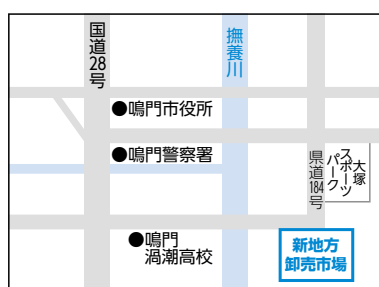 国道28号
撫養川
●鳴門市役所
●鳴門警察署
県道184号
大塚
スポーツ
パーク
●鳴門
渦潮高校
新地方
卸売市場